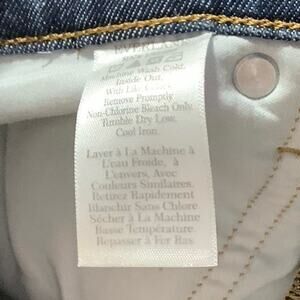 EVERLANE
Machine Wash Cold,
Inside Out,
With Like Colors
Remove Promptly
Non-Chlorine Bleach Only.
Tumble Dry Low,
Cool Iron.
Laver à La Machine à
L'eau Froide, à
L'envers, Avec
Couleurs Similaires.
Retirez Rapidement
Blanchir Sans Chlore
Sécher à La Machine
Basse Température.
Repasser à Fer Bas